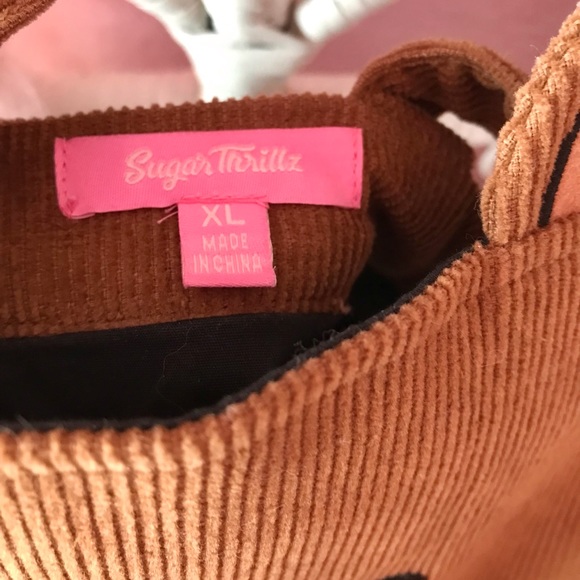 Sugar Thrillz
XL
MADE
IN CHINA